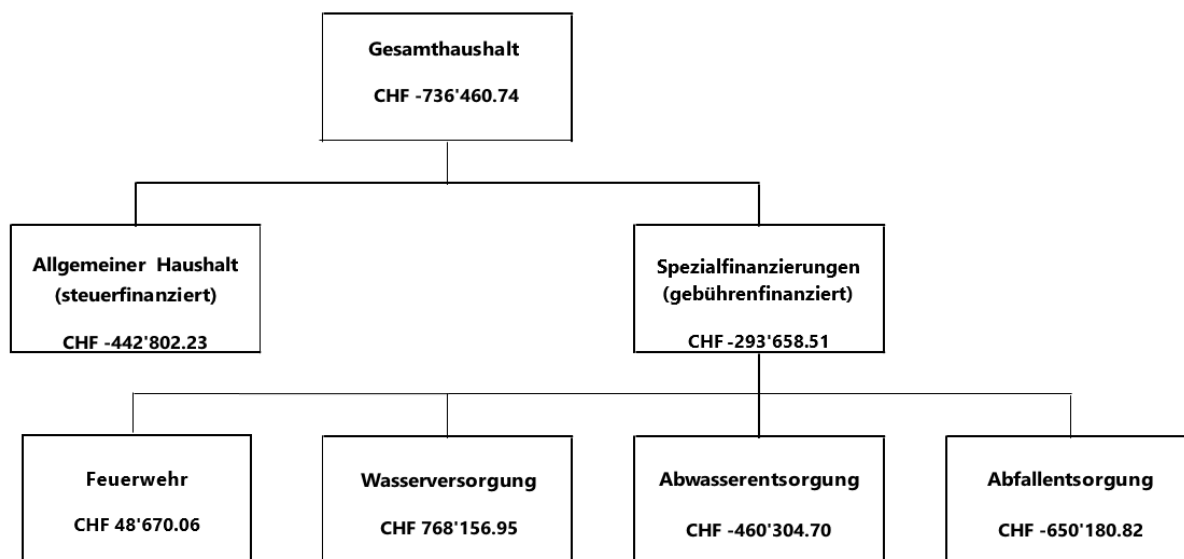 Gesamthaushalt
CHF -736'460.74
Allgemeiner Haushalt
(steuerfinanziert)
CHF -442'802.23
Spezialfinanzierungen
(gebührenfinanziert)
CHF -293'658.51
Feuerwehr
CHF 48'670.06
Wasserversorgung
CHF 768'156.95
Abwasserentsorgung
CHF -460'304.70
Abfallentsorgung
CHF -650'180.82